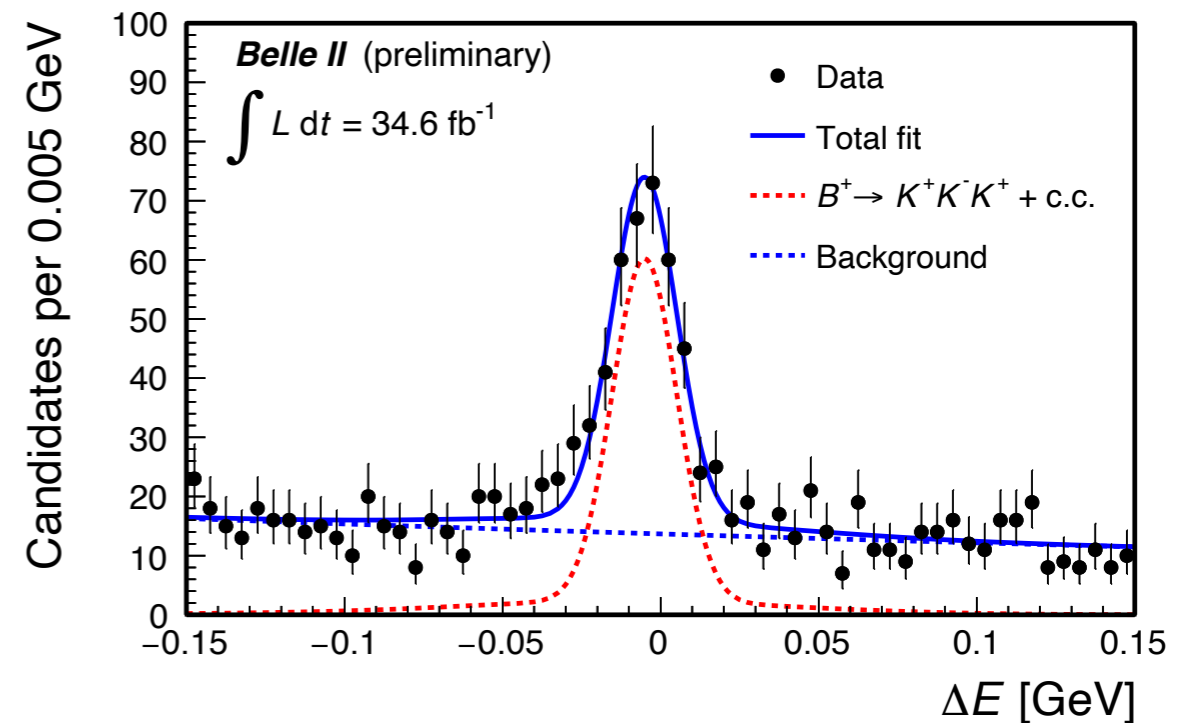 Candidates per 0.005 GeV
100
90
80
70
60
50
40
30
20
10
0
Belle II (preliminary)
∫ L dt = 34.6 fb⁻¹
Data
Total fit
B⁺→ K⁺K⁻K⁺ + c.c.
Background
−0.15 −0.1 −0.05 0 0.05 0.1 0.15
ΔE [GeV]